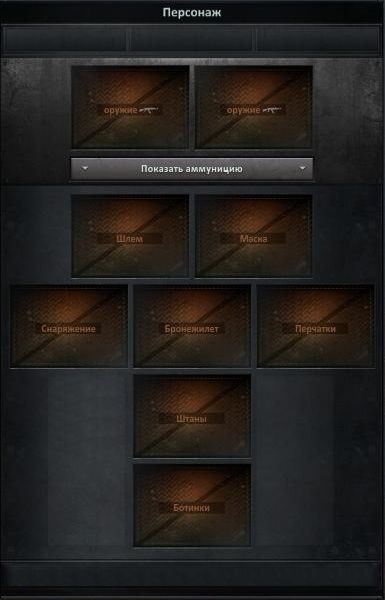 Персонаж
оружие оружие
Показать аммуницию
Шлем Маска
Снаряжение Бронежилет Перчатки
Штаны
Ботинки